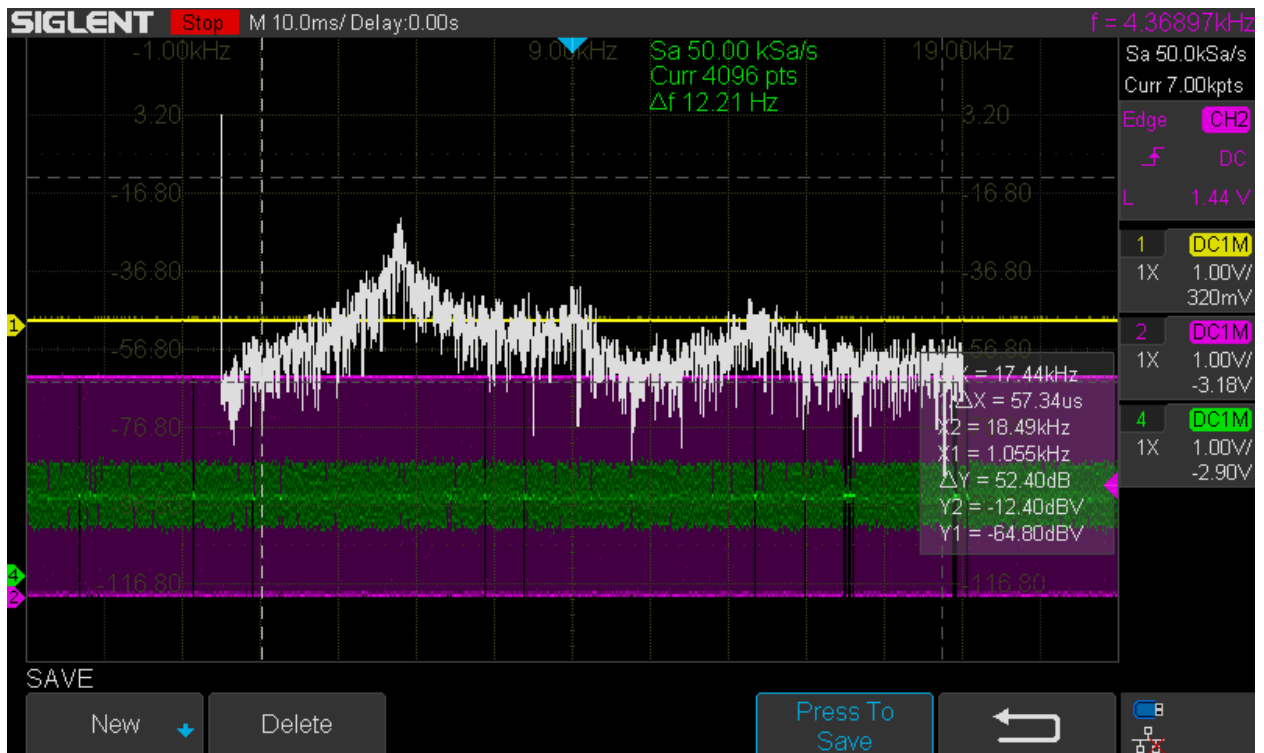 SIGLENT Stop M 10.0ms/ Delay:0.00s f = 4.36897kHz
-1.00kHz 9.00kHz 19.00kHz
Sa 50.00 kSa/s
Curr 4096 pts
Δf 12.21 Hz
Sa 50.0kSa/s
Curr 7.00kpts
3.20 3.20
Edge CH2
DC
L 1.44 V
-16.80 -16.80
1 DC1M
1X 1.00V/
320mV
-36.80 -36.80
1
2 DC1M
1X 1.00V/
-3.18V
-56.80 -56.80
4 DC1M
1X 1.00V/
-2.90V
-76.80
= 17.44kHz
ΔX = 57.34us
X2 = 18.49kHz
X1 = 1.055kHz
ΔY = 52.40dB
Y2 = -12.40dBV
Y1 = -64.80dBV
-116.80 -116.80
4
2
SAVE
New Delete Press To
Save